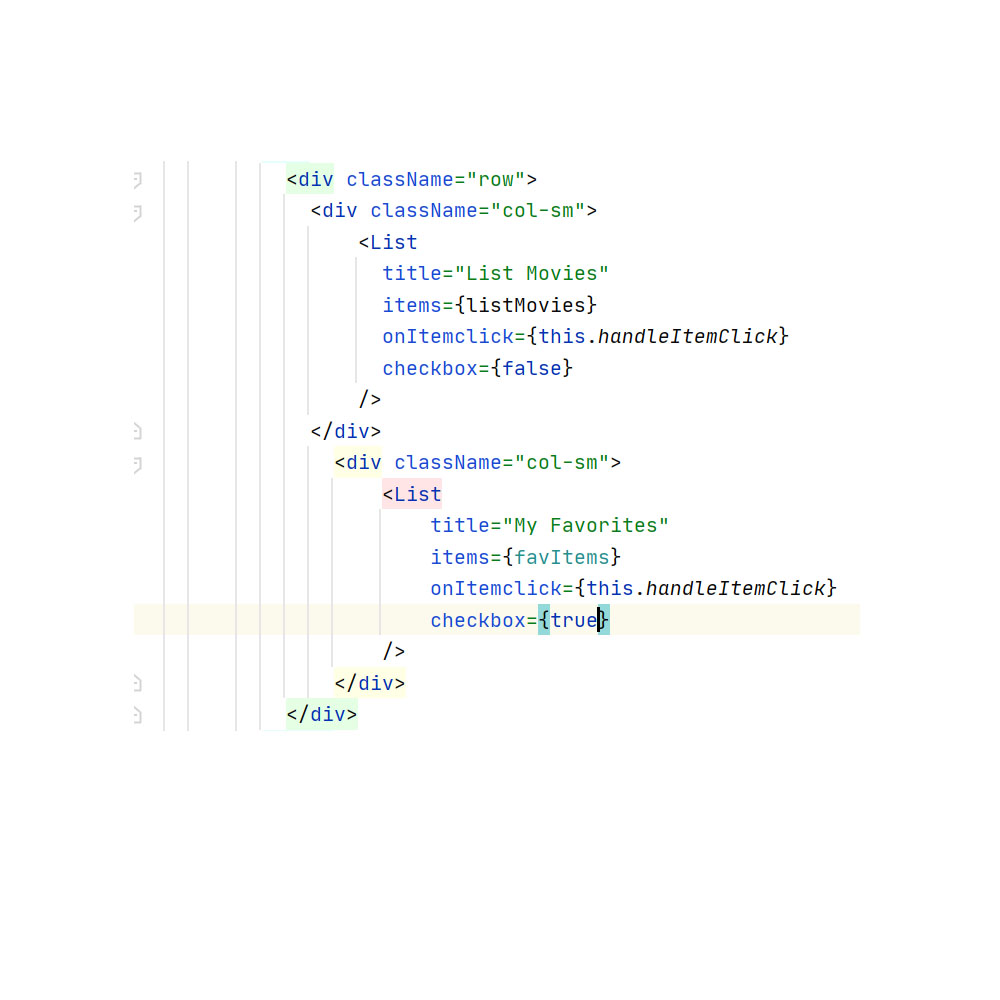 <div className="row">
<div className="col-sm">
<List
title="List Movies"
items={listMovies}
onItemclick={this.handleItemClick}
checkbox={false}
/>
</div>
<div className="col-sm">
<List
title="My Favorites"
items={favItems}
onItemclick={this.handleItemClick}
checkbox={true}
/>
</div>
</div>